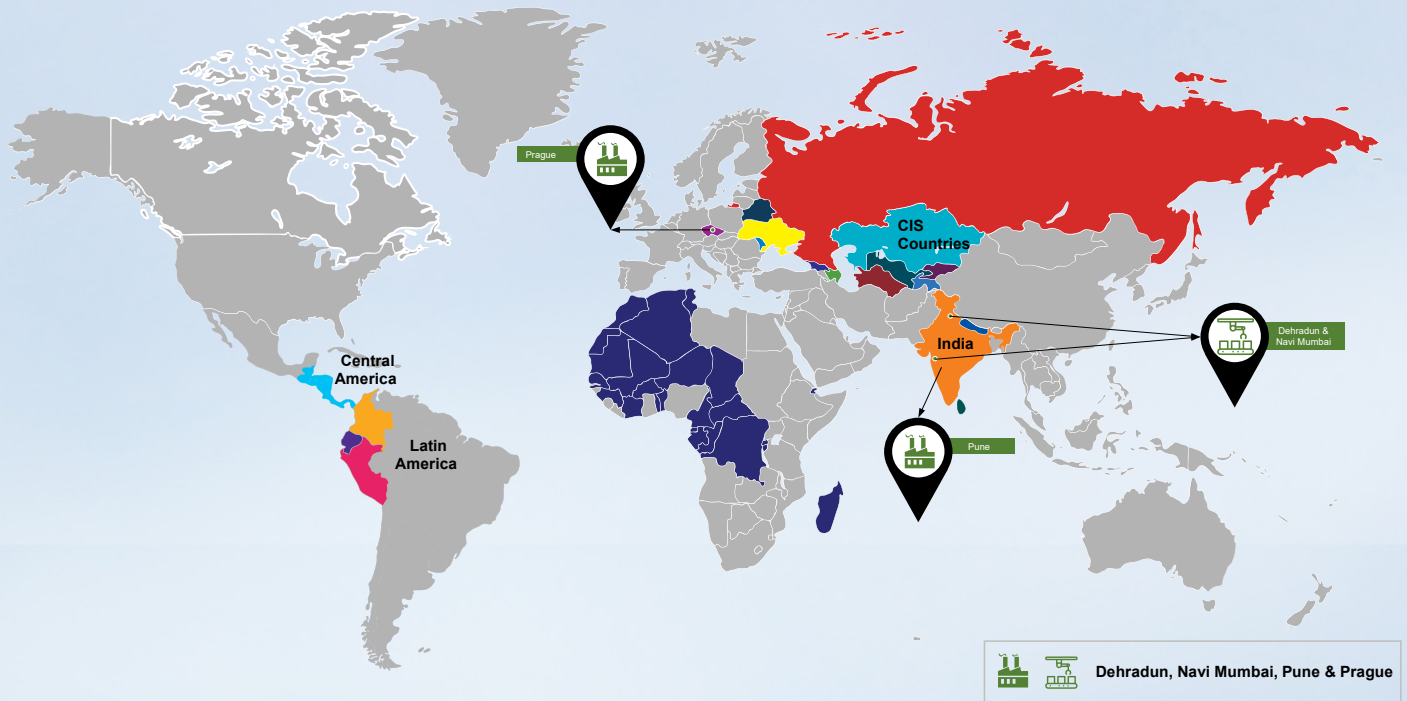 Prague
CIS
Countries
Dehradun &
Navi Mumbai
India
Central
America
Latin
America
Pune
Dehradun, Navi Mumbai, Pune & Prague